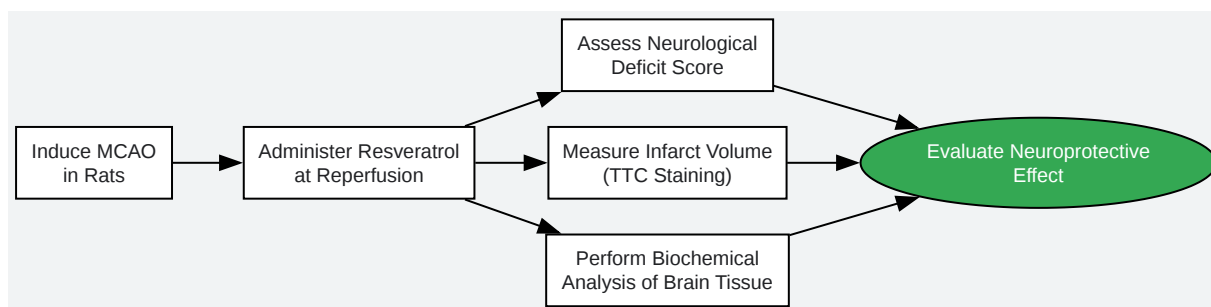 Induce MCAO
in Rats
Administer Resveratrol
at Reperfusion
Assess Neurological
Deficit Score
Measure Infarct Volume
(TTC Staining)
Perform Biochemical
Analysis of Brain Tissue
Evaluate Neuroprotective
Effect